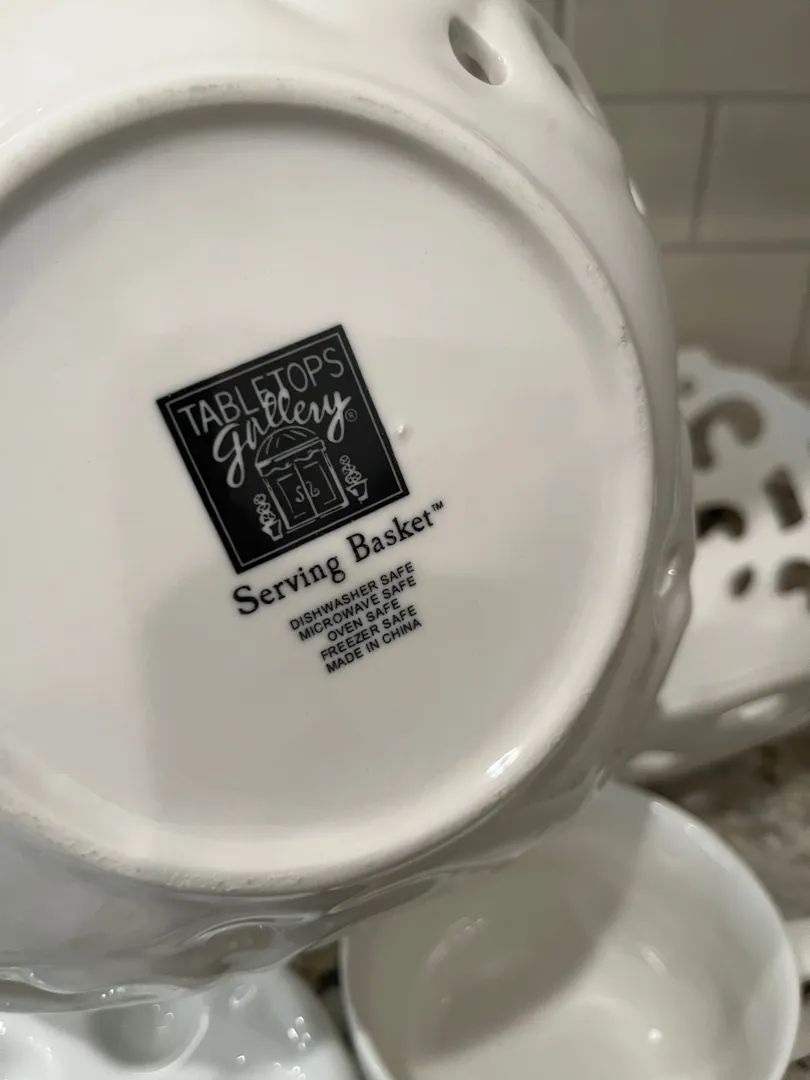 TABLETOPS
gallery®
Serving Basket™
DISHWASHER SAFE
MICROWAVE SAFE
OVEN SAFE
FREEZER SAFE
MADE IN CHINA